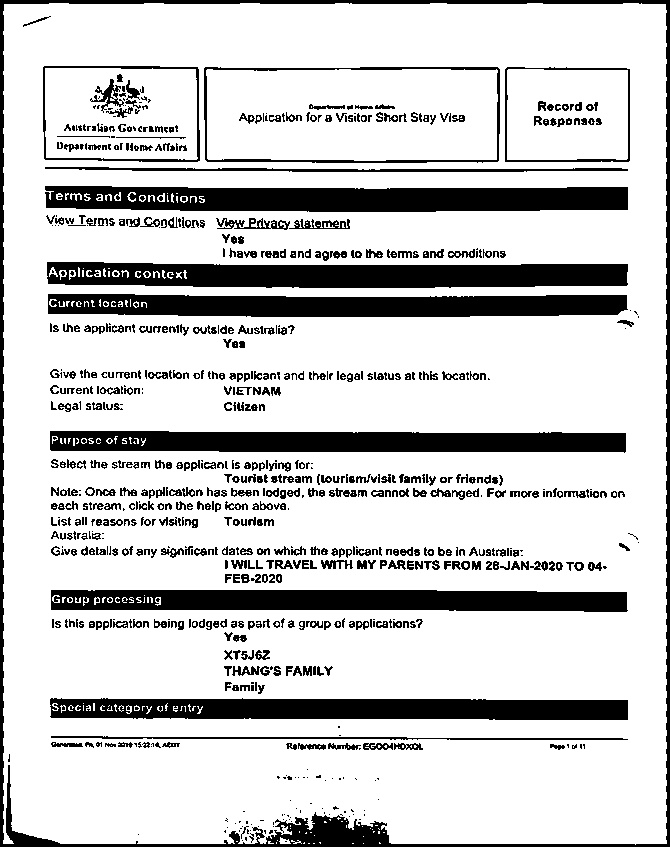 Australian Government
Department of Home Affairs
Department of Home Affairs
Application for a Visitor Short Stay Visa
Record of
Responses
Terms and Conditions
View Terms and Conditions View Privacy statement
Yes
I have read and agree to the terms and conditions
Application context
Current location
Is the applicant currently outside Australia?
Yes
Give the current location of the applicant and their legal status at this location.
Current location: VIETNAM
Legal status: Citizen
Purpose of stay
Select the stream the applicant is applying for:
Tourist stream (tourism/visit family or friends)
Note: Once the application has been lodged, the stream cannot be changed. For more information on
each stream, click on the help icon above.
List all reasons for visiting Tourism
Australia:
Give details of any significant dates on which the applicant needs to be in Australia:
I WILL TRAVEL WITH MY PARENTS FROM 28-JAN-2020 TO 04-
FEB-2020
Group processing
Is this application being lodged as part of a group of applications?
Yes
XT5J6Z
THANG'S FAMILY
Family
Special category of entry
Generated: Fri, 01 Nov 2019 15:22:16, AEDT Reference Number: Page 1 of 11